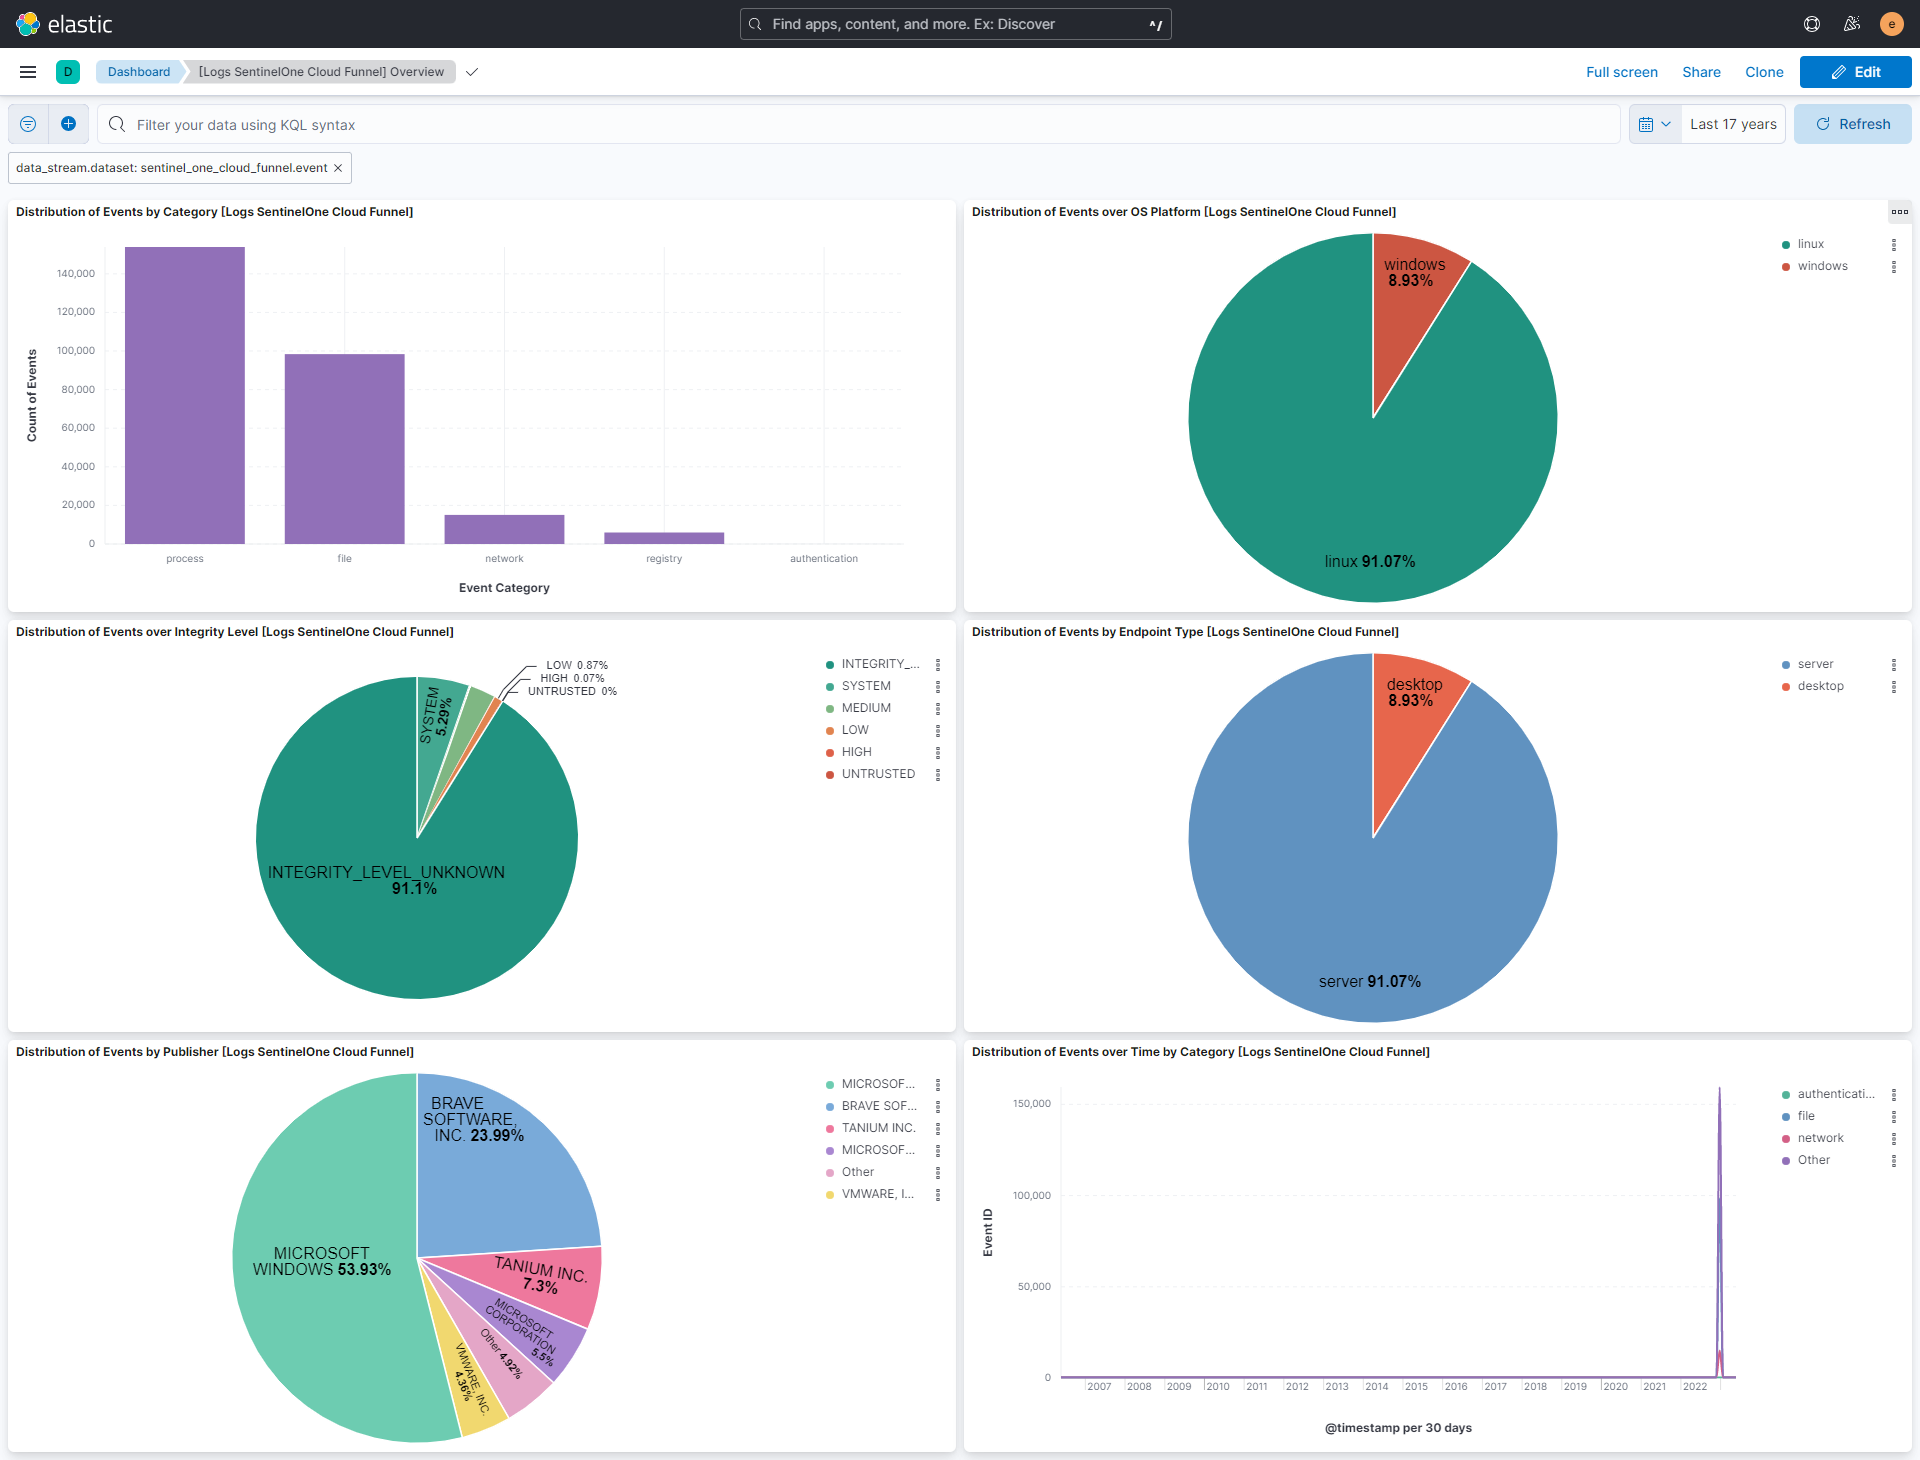 elastic
Find apps, content, and more. Ex: Discover
^/
e
D
Dashboard
[Logs SentinelOne Cloud Funnel] Overview
Full screen
Share
Clone
Edit
Filter your data using KQL syntax
Last 17 years
Refresh
data_stream.dataset: sentinel_one_cloud_funnel.event
Distribution of Events by Category [Logs SentinelOne Cloud Funnel]
140,000
120,000
100,000
80,000
60,000
40,000
20,000
0
Count of Events
process
file
network
registry
authentication
Event Category
Distribution of Events over OS Platform [Logs SentinelOne Cloud Funnel]
windows
8.93%
linux 91.07%
linux
windows
Distribution of Events over Integrity Level [Logs SentinelOne Cloud Funnel]
LOW 0.87%
HIGH 0.07%
UNTRUSTED 0%
SYSTEM
5.29%
INTEGRITY_LEVEL_UNKNOWN
91.1%
INTEGRITY_...
SYSTEM
MEDIUM
LOW
HIGH
UNTRUSTED
Distribution of Events by Endpoint Type [Logs SentinelOne Cloud Funnel]
desktop
8.93%
server 91.07%
server
desktop
Distribution of Events by Publisher [Logs SentinelOne Cloud Funnel]
BRAVE
SOFTWARE,
INC. 23.99%
MICROSOFT
WINDOWS 53.93%
TANIUM INC.
7.3%
MICROSOFT
CORPORATION
5.5%
Other 4.92%
VMWARE, INC.
4.36%
MICROSOF...
BRAVE SOF...
TANIUM INC.
MICROSOF...
Other
VMWARE, I...
Distribution of Events over Time by Category [Logs SentinelOne Cloud Funnel]
150,000
100,000
50,000
0
Event ID
2007
2008
2009
2010
2011
2012
2013
2014
2015
2016
2017
2018
2019
2020
2021
2022
@timestamp per 30 days
authenticati...
file
network
Other